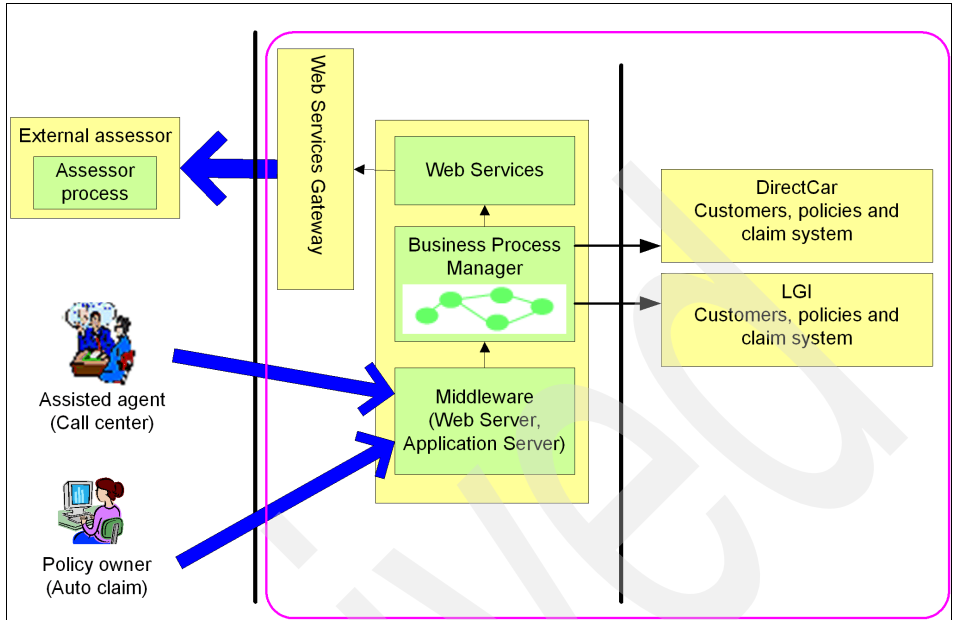 External assessor
Assessor
process
Web Services Gateway
Web Services
Business Process
Manager
DirectCar
Customers, policies and
claim system
LGI
Customers, policies and
claim system
Assisted agent
(Call center)
Middleware
(Web Server,
Application Server)
Policy owner
(Auto claim)